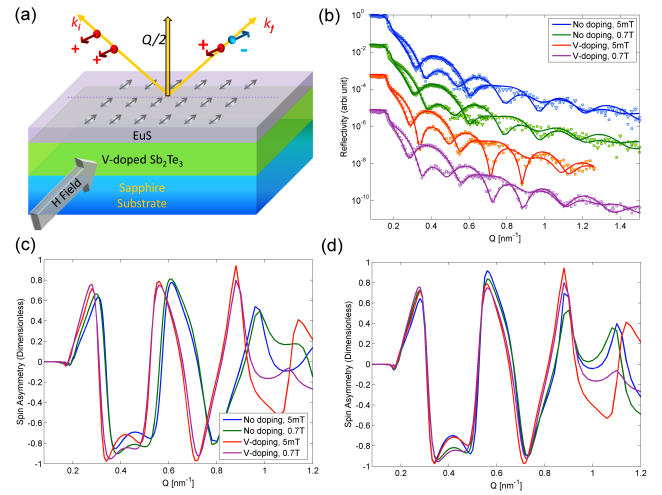 (a)
k_i
Q/2
k_f
+
+
+
-
EuS
V-doped Sb₂Te₃
Sapphire
Substrate
H Field
(b)
Reflectivity (arbi unit)
10⁰
10⁻²
10⁻⁴
10⁻⁶
10⁻⁸
10⁻¹⁰
No doping, 5mT
No doping, 0.7T
V-doping, 5mT
V-doping, 0.7T
0.2 0.4 0.6 0.8 1 1.2 1.4
Q [nm⁻¹]
(c)
Spin Asymmetry (Dimensionless)
1
0.8
0.6
0.4
0.2
0
-0.2
-0.4
-0.6
-0.8
-1
No doping, 5mT
No doping, 0.7T
V-doping, 5mT
V-doping, 0.7T
0.2 0.4 0.6 0.8 1.0 1.2
Q [nm⁻¹]
(d)
Spin Asymmetry (Dimensionless)
1
0.8
0.6
0.4
0.2
0
-0.2
-0.4
-0.6
-0.8
-1
0.2 0.4 0.6 0.8 1.0 1.2
Q [nm⁻¹]